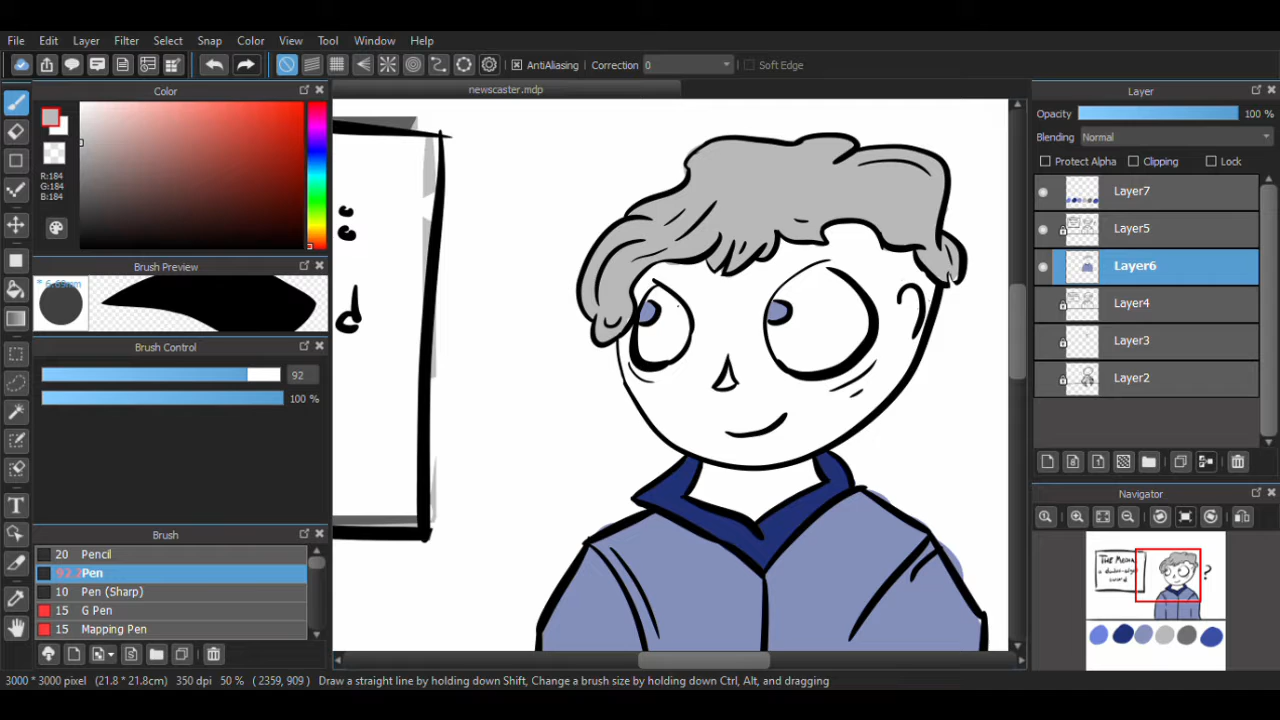 File Edit Layer Filter Select Snap Color View Tool Window Help
AntiAliasing Correction 0 Soft Edge
Color
newscaster.mdp
Layer
Opacity 100 %
Blending Normal
Protect Alpha Clipping Lock
R:184
G:184
B:184
Layer7
Layer5
Layer6
Layer4
Layer3
Layer2
Brush Preview
Brush Control
92
100 %
Navigator
Brush
20 Pencil
92.2 Pen
10 Pen (Sharp)
15 G Pen
15 Mapping Pen
THE MEDIA:
?
3000 * 3000 pixel (21.8 * 21.8cm) 350 dpi 50 % ( 2359, 909 ) Draw a straight line by holding down Shift, Change a brush size by holding down Ctrl, Alt, and dragging